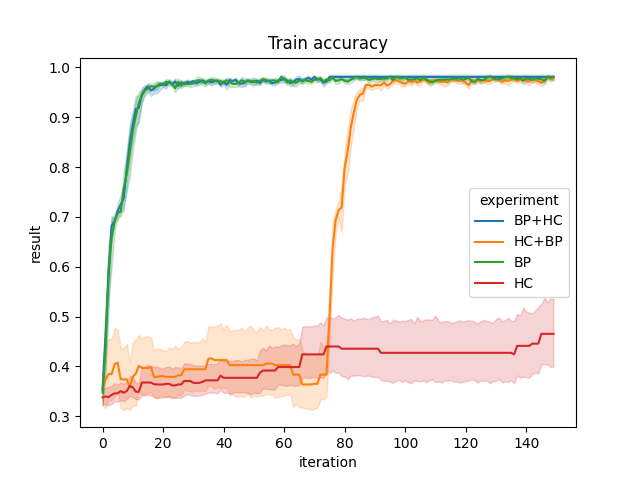 Train accuracy
1.0
0.9
0.8
0.7
0.6
0.5
0.4
0.3
result
experiment
BP+HC
HC+BP
BP
HC
0 20 40 60 80 100 120 140
iteration